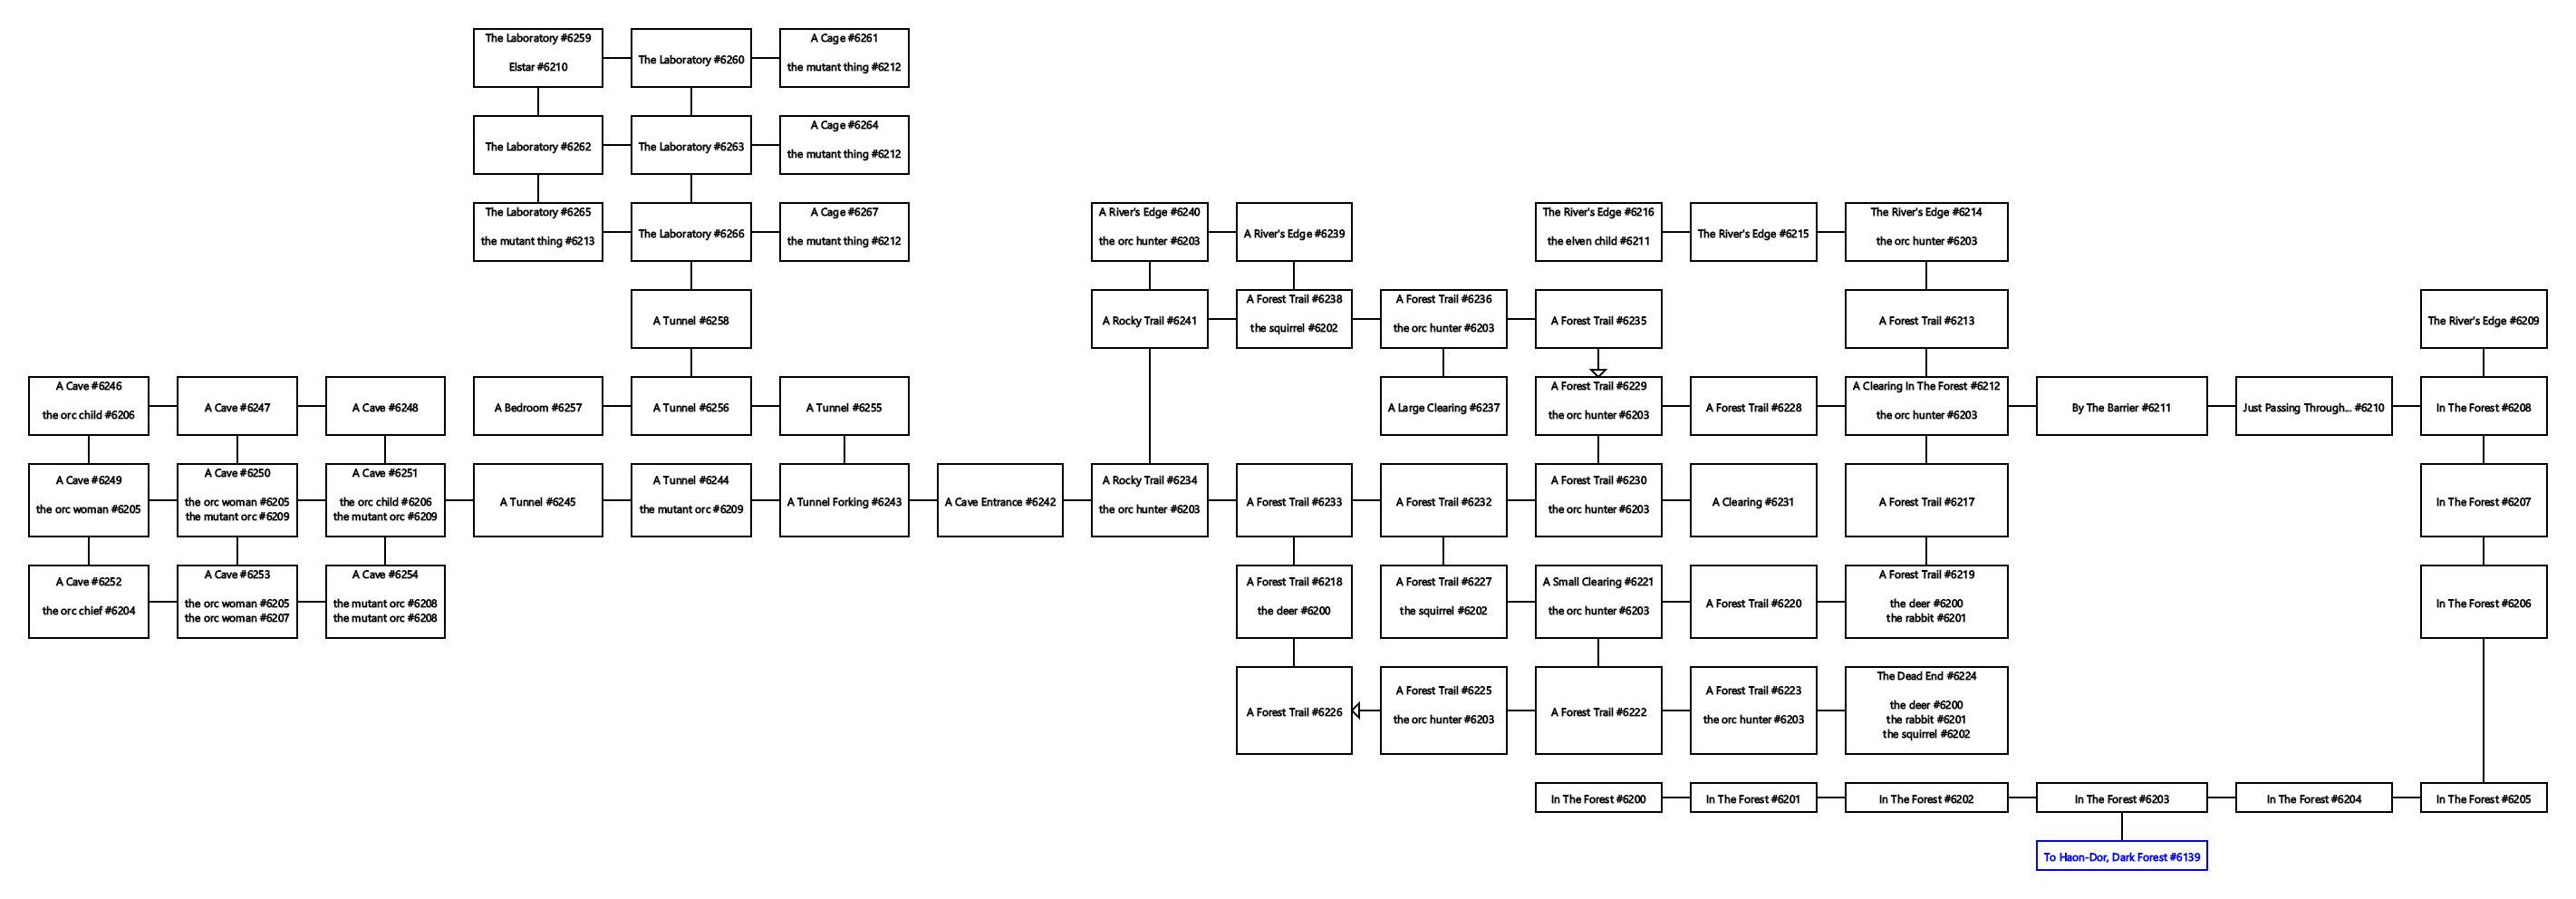 The Laboratory #6259
Elstar #6210
The Laboratory #6260
A Cage #6261
the mutant thing #6212
The Laboratory #6262
The Laboratory #6263
A Cage #6264
the mutant thing #6212
The Laboratory #6265
the mutant thing #6213
The Laboratory #6266
A Cage #6267
the mutant thing #6212
A River's Edge #6240
the orc hunter #6203
A River's Edge #6239
The River's Edge #6216
the elven child #6211
The River's Edge #6215
The River's Edge #6214
the orc hunter #6203
A Tunnel #6258
A Rocky Trail #6241
A Forest Trail #6238
the squirrel #6202
A Forest Trail #6236
the orc hunter #6203
A Forest Trail #6235
A Forest Trail #6213
The River's Edge #6209
A Cave #6246
the orc child #6206
A Cave #6247
A Cave #6248
A Bedroom #6257
A Tunnel #6256
A Tunnel #6255
A Large Clearing #6237
A Forest Trail #6229
the orc hunter #6203
A Forest Trail #6228
A Clearing In The Forest #6212
the orc hunter #6203
By The Barrier #6211
Just Passing Through... #6210
In The Forest #6208
A Cave #6249
the orc woman #6205
A Cave #6250
the orc woman #6205
the mutant orc #6209
A Cave #6251
the orc child #6206
the mutant orc #6209
A Tunnel #6245
A Tunnel #6244
the mutant orc #6209
A Tunnel Forking #6243
A Cave Entrance #6242
A Rocky Trail #6234
the orc hunter #6203
A Forest Trail #6233
A Forest Trail #6232
A Forest Trail #6230
the orc hunter #6203
A Clearing #6231
A Forest Trail #6217
In The Forest #6207
A Cave #6252
the orc chief #6204
A Cave #6253
the orc woman #6205
the orc woman #6207
A Cave #6254
the mutant orc #6208
the mutant orc #6208
A Forest Trail #6218
the deer #6200
A Forest Trail #6227
the squirrel #6202
A Small Clearing #6221
the orc hunter #6203
A Forest Trail #6220
A Forest Trail #6219
the deer #6200
the rabbit #6201
In The Forest #6206
A Forest Trail #6226
A Forest Trail #6225
the orc hunter #6203
A Forest Trail #6222
A Forest Trail #6223
the orc hunter #6203
The Dead End #6224
the deer #6200
the rabbit #6201
the squirrel #6202
In The Forest #6200
In The Forest #6201
In The Forest #6202
In The Forest #6203
In The Forest #6204
In The Forest #6205
To Haon-Dor, Dark Forest #6139